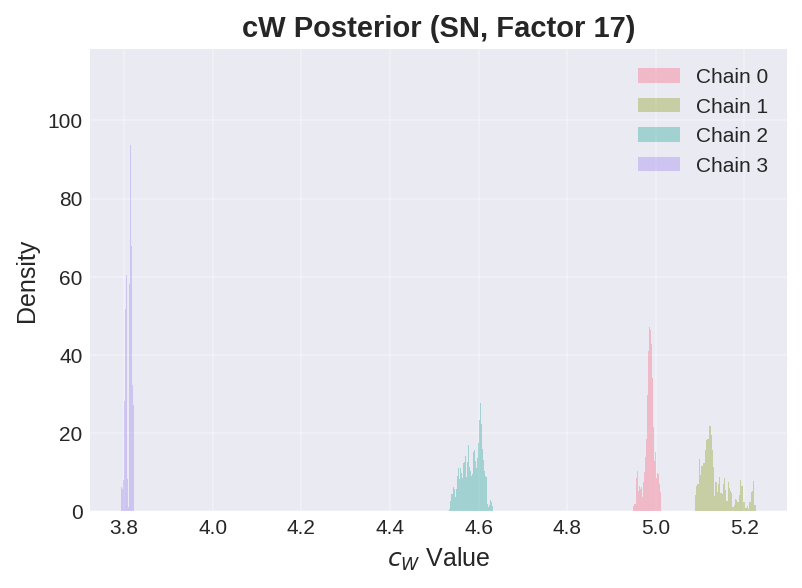 cW Posterior (SN, Factor 17)
Chain 0
Chain 1
Chain 2
Chain 3
Density
100
80
60
40
20
0
3.8 4.0 4.2 4.4 4.6 4.8 5.0 5.2
c_W Value